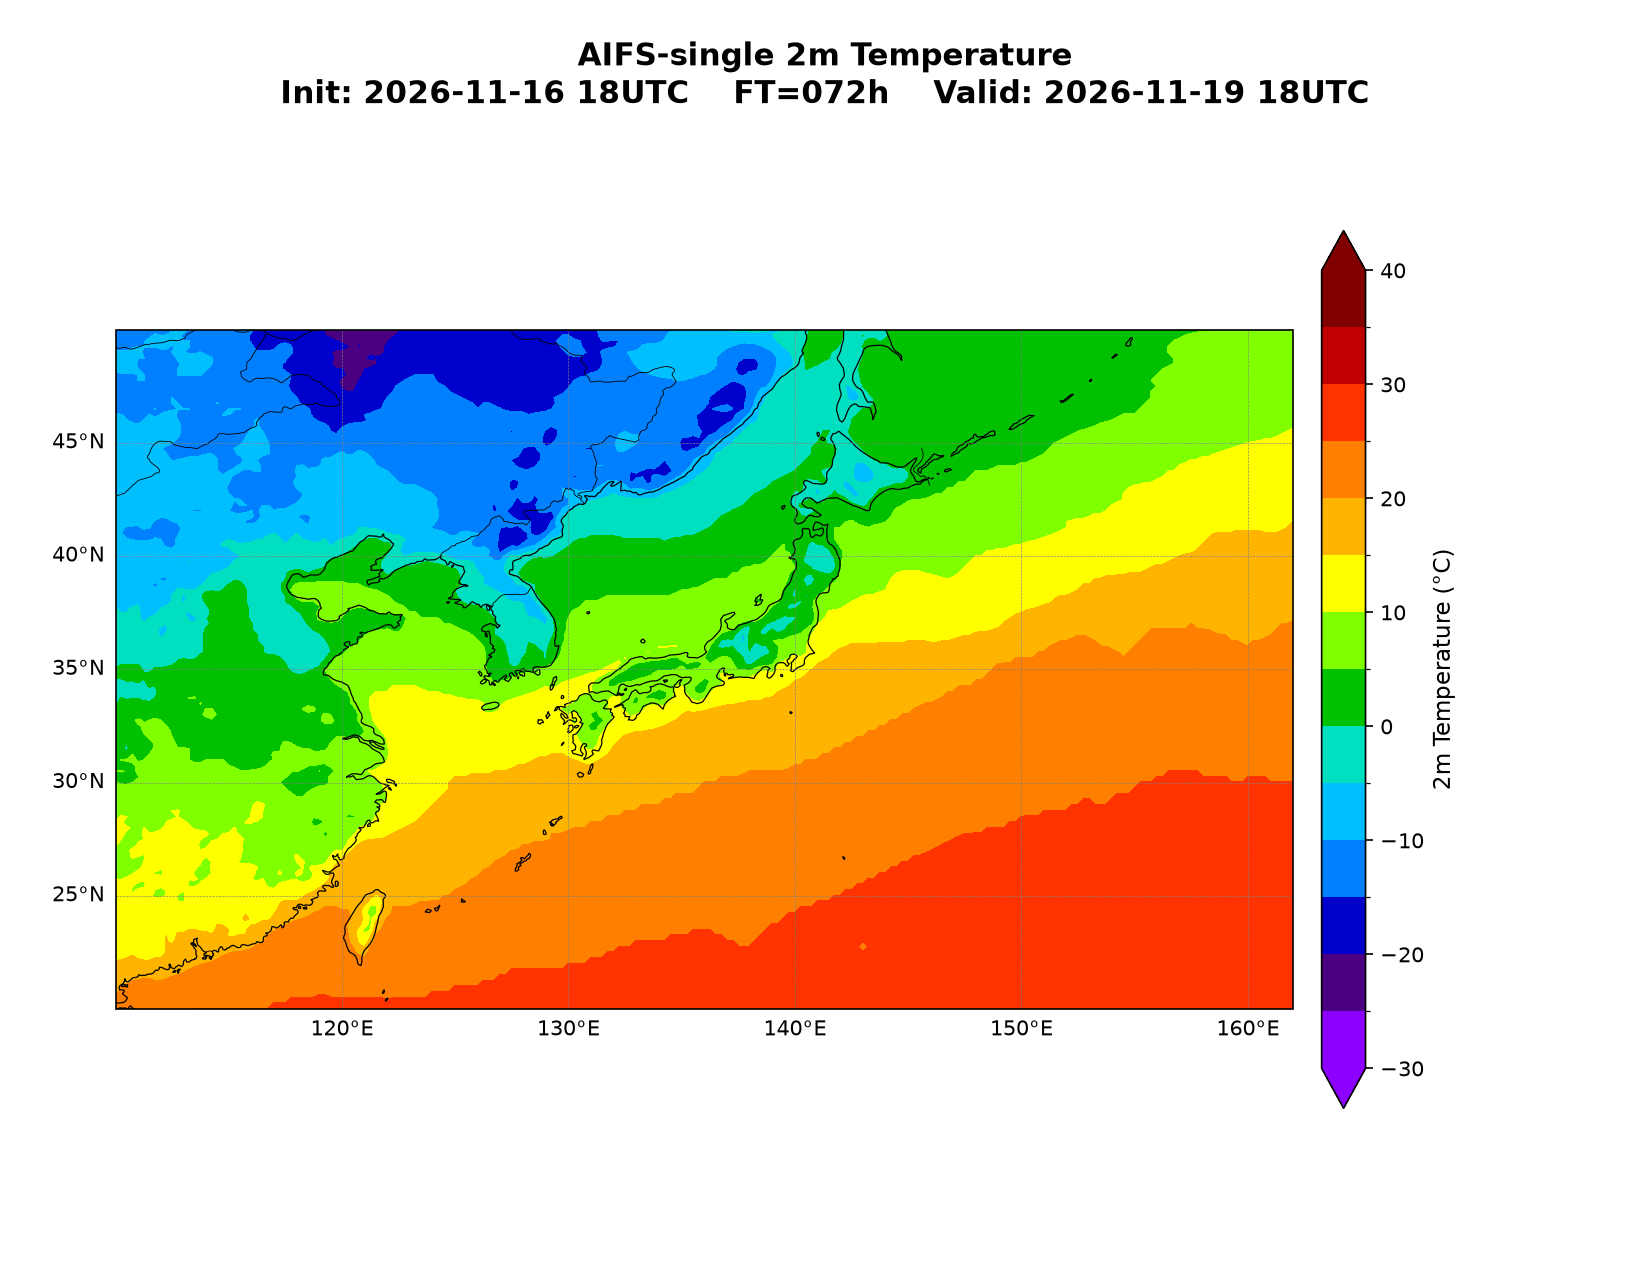 AIFS-single 2m Temperature
Init: 2026-11-16 18UTC    FT=072h    Valid: 2026-11-19 18UTC
40
30
20
10
0
−10
−20
−30
2m Temperature (°C)
45°N
40°N
35°N
30°N
25°N
120°E
130°E
140°E
150°E
160°E